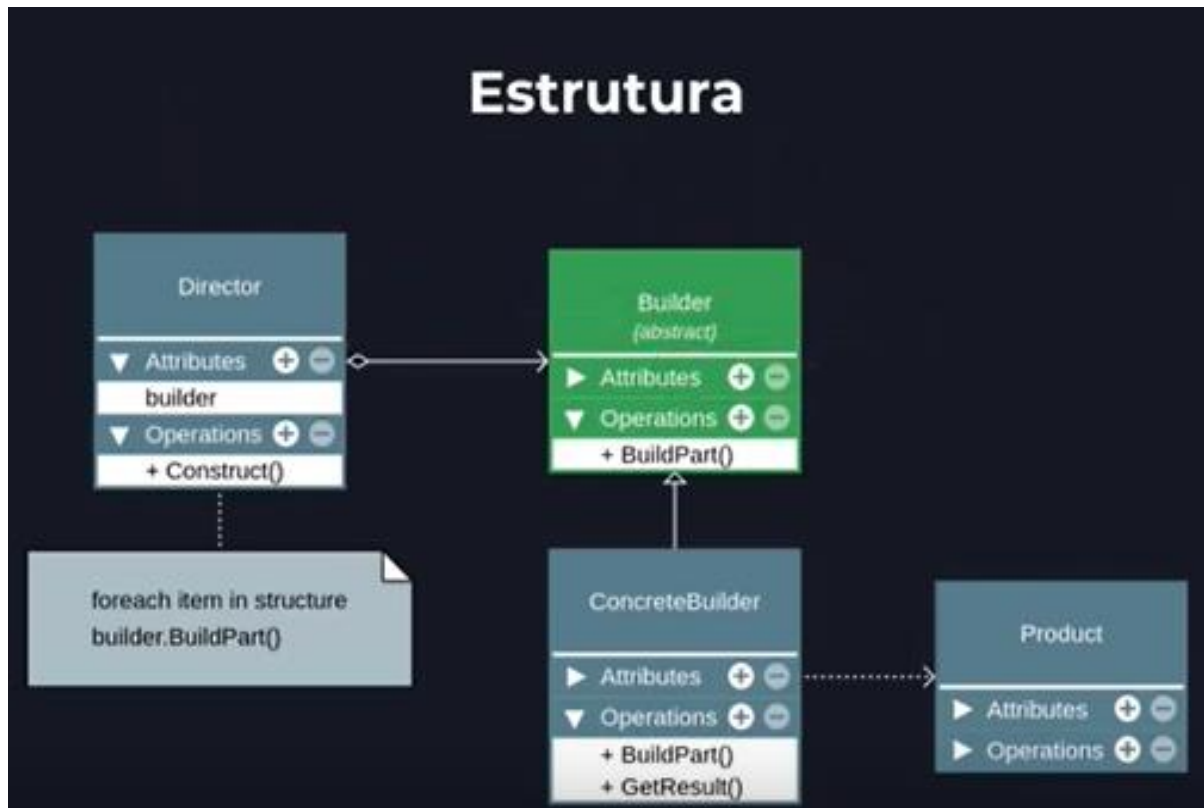 Estrutura
Director
Attributes
builder
Operations
+ Construct()
foreach item in structure
builder.BuildPart()
Builder
{abstract}
Attributes
Operations
+ BuildPart()
ConcreteBuilder
Attributes
Operations
+ BuildPart()
+ GetResult()
Product
Attributes
Operations